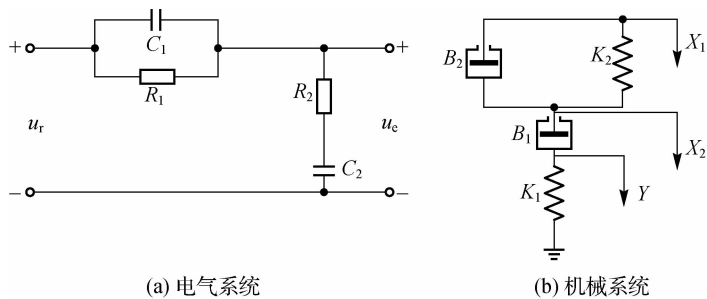 +
C₁
R₁
+
R₂
uᵣ
uₑ
C₂
−
−
B₂
K₂
X₁
B₁
X₂
K₁
Y
(a) 电气系统
(b) 机械系统